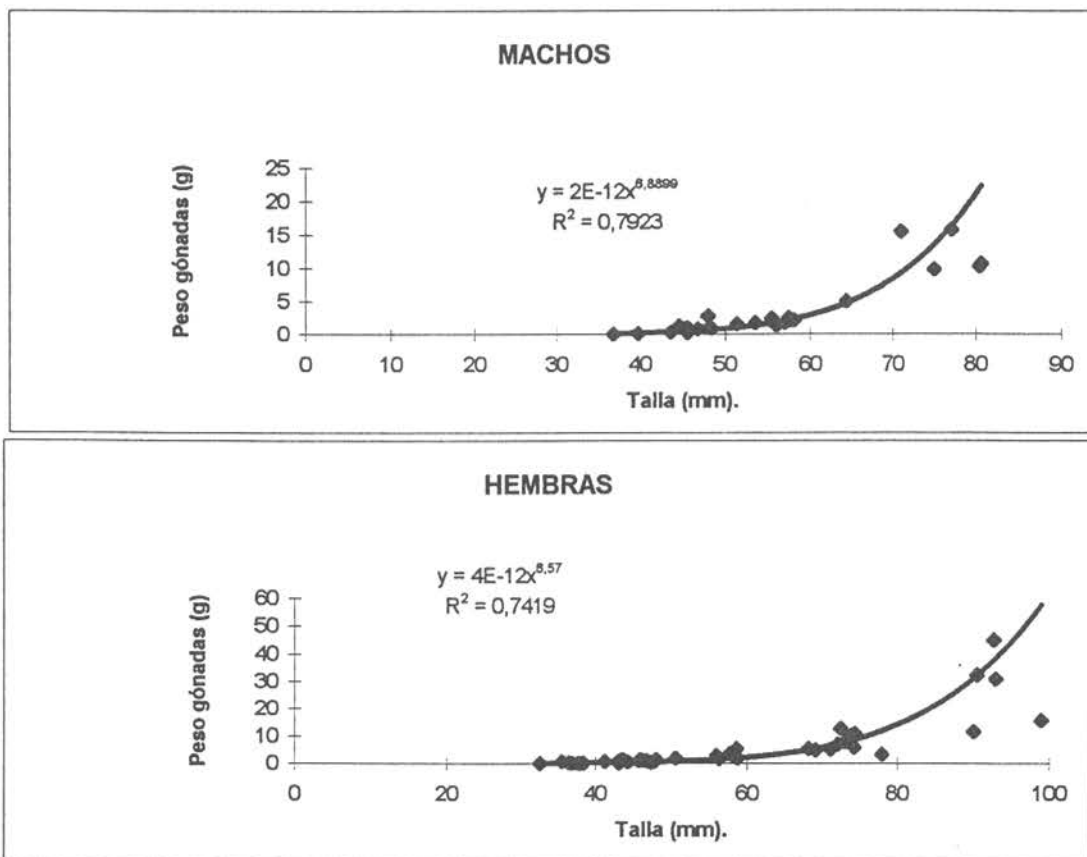 MACHOS
Peso gónadas (g)
25
20
15
10
5
0
y = 2E-12x^6,8899
R² = 0,7923
0 10 20 30 40 50 60 70 80 90
Talla (mm).
HEMBRAS
Peso gónadas (g)
60
50
40
30
20
10
0
y = 4E-12x^6,57
R² = 0,7419
0 20 40 60 80 100
Talla (mm).